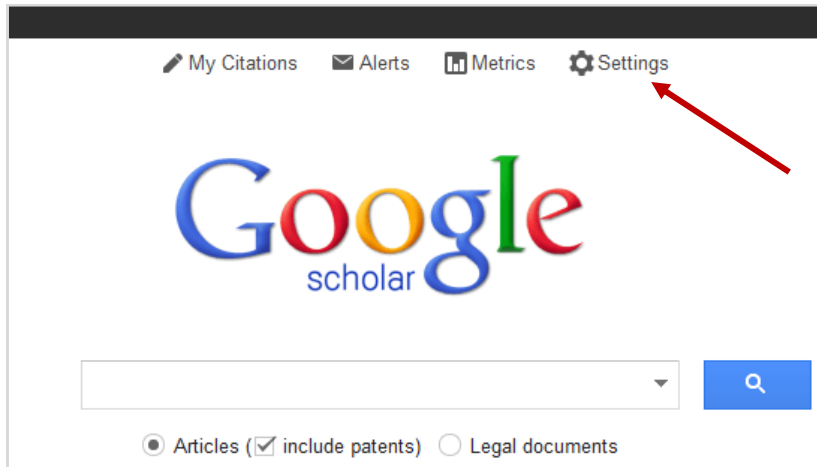 My Citations Alerts Metrics Settings
Google
scholar
Articles ( include patents) Legal documents